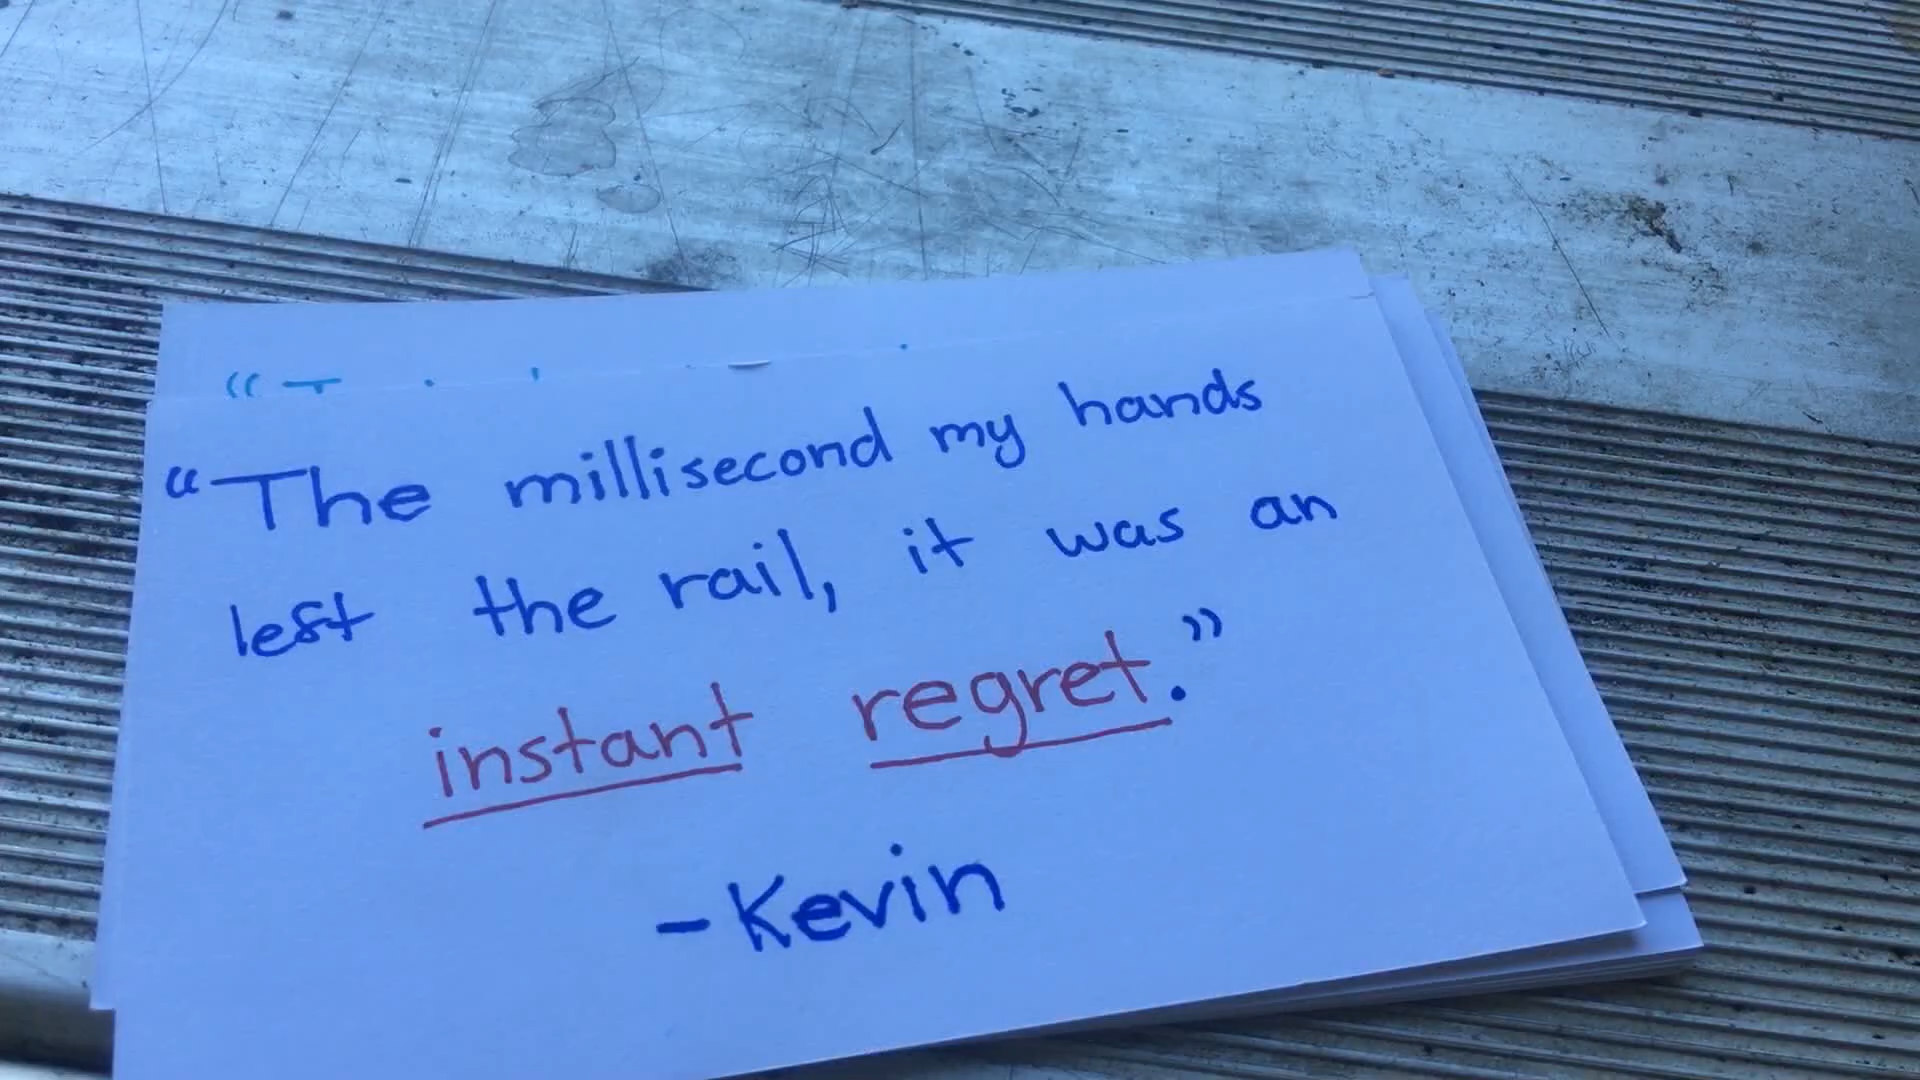 “The millisecond my hands
left the rail, it was an
instant regret.”
-Kevin